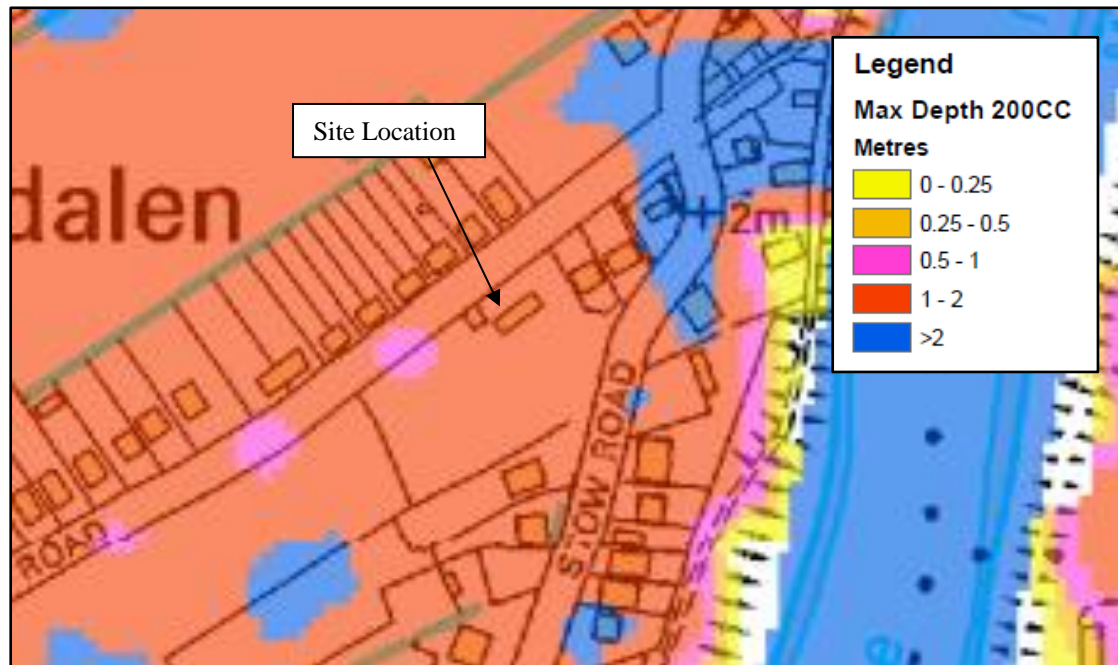 Site Location
dalen
2m
STOW ROAD
ROAD
Legend
Max Depth 200CC
Metres
0 - 0.25
0.25 - 0.5
0.5 - 1
1 - 2
>2